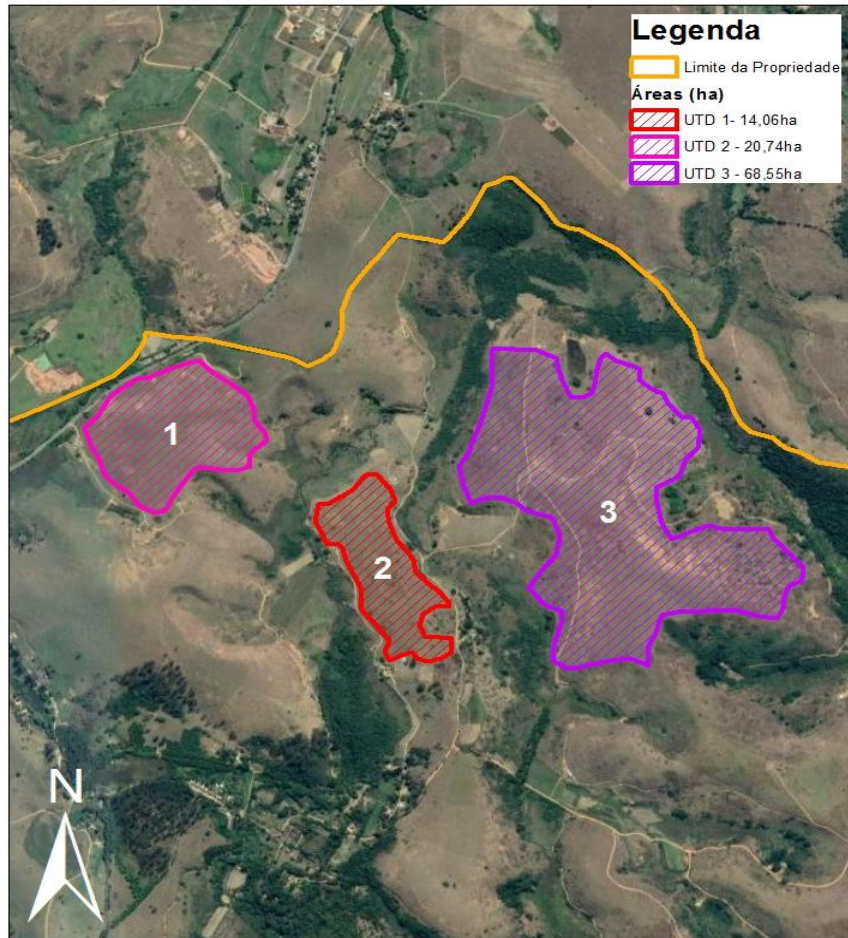 Legenda
Limite da Propriedade
Áreas (ha)
UTD 1- 14,06ha
UTD 2 - 20,74ha
UTD 3 - 68,55ha
1
2
3
N